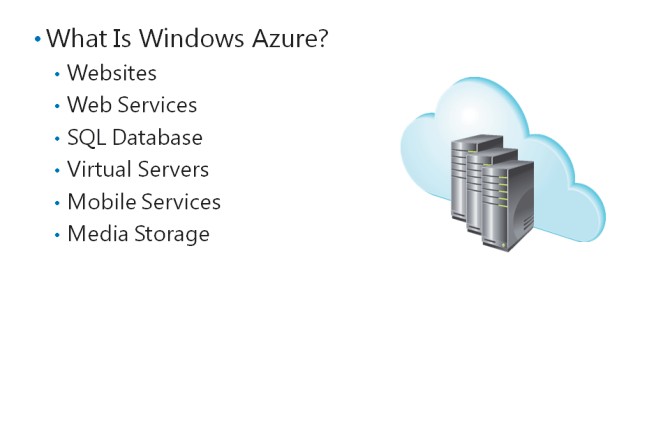 • What Is Windows Azure?
• Websites
• Web Services
• SQL Database
• Virtual Servers
• Mobile Services
• Media Storage